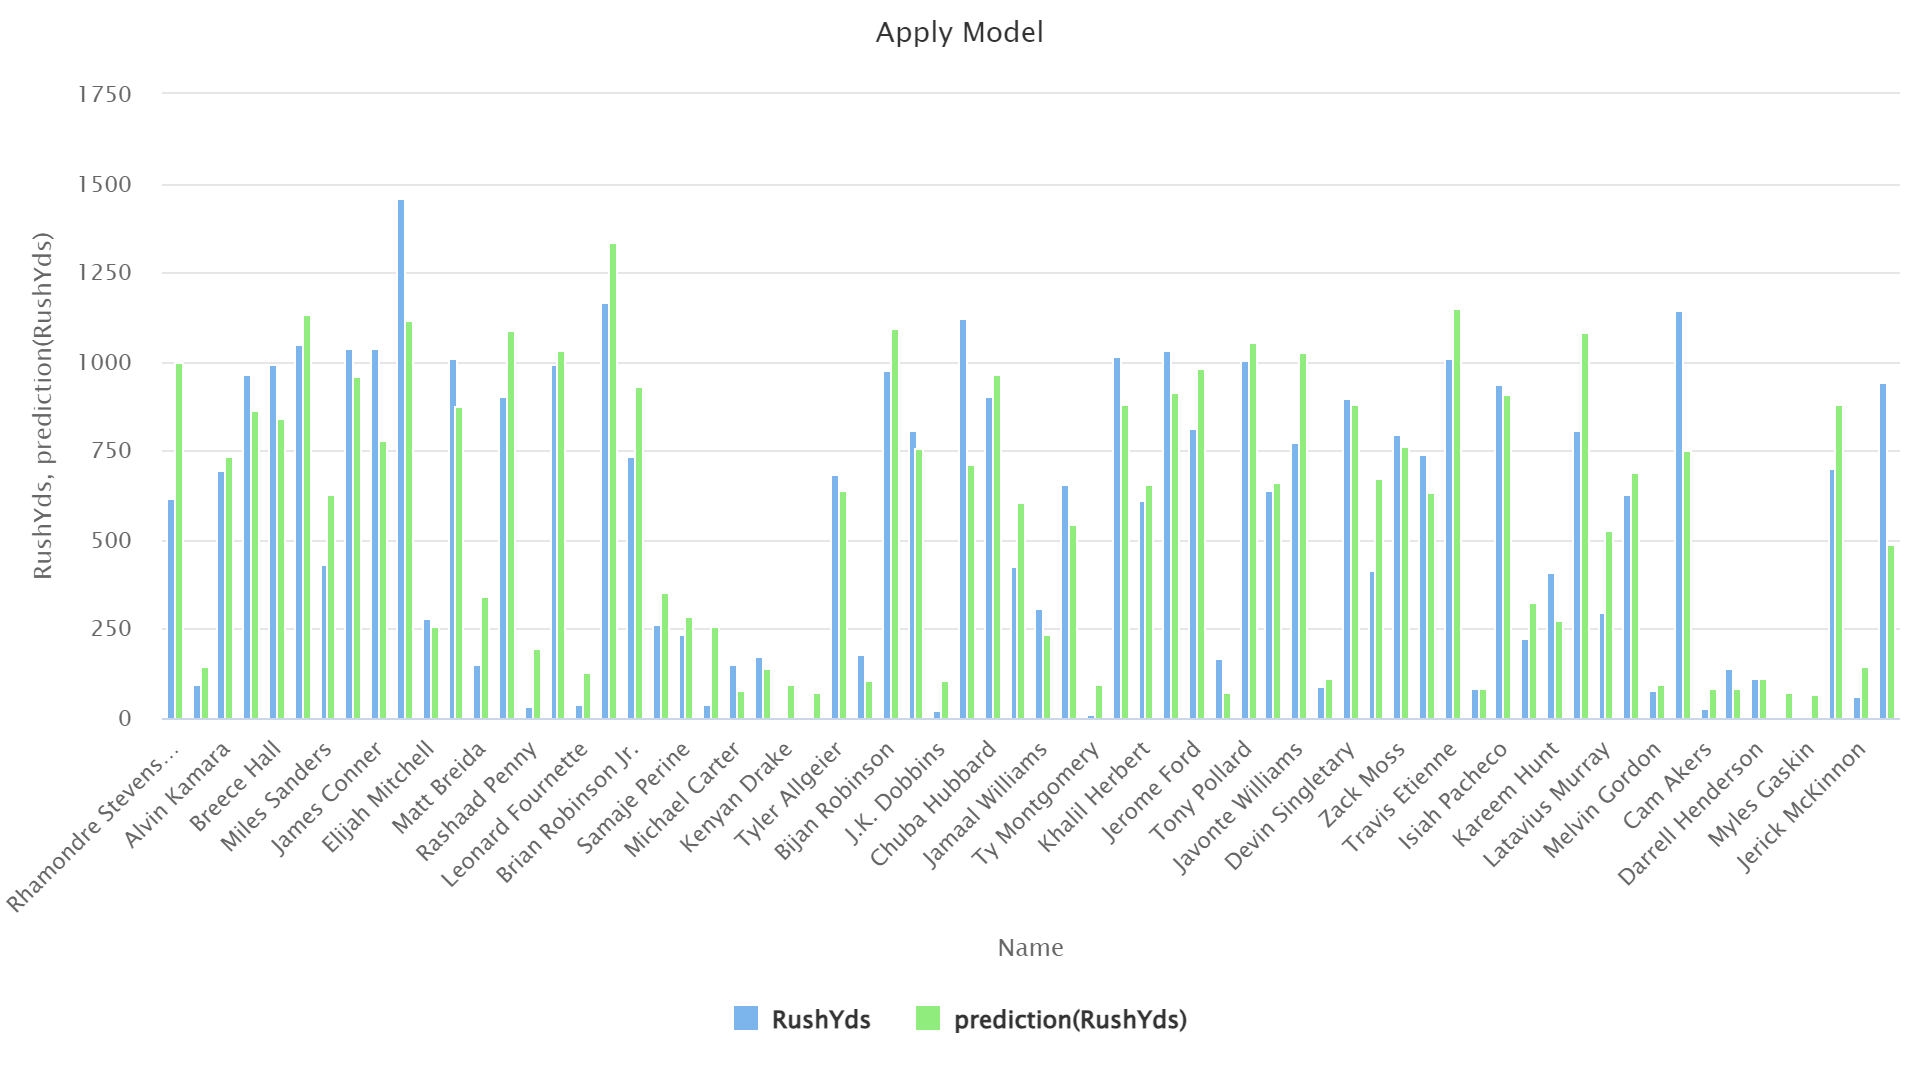 Apply Model
RushYds, prediction(RushYds)
1750
1500
1250
1000
750
500
250
0
Rhamondre Stevens...
Alvin Kamara
Breece Hall
Miles Sanders
James Conner
Elijah Mitchell
Matt Breida
Rashaad Penny
Leonard Fournette
Brian Robinson Jr.
Samaje Perine
Michael Carter
Kenyan Drake
Tyler Allgeier
Bijan Robinson
J.K. Dobbins
Chuba Hubbard
Jamaal Williams
Ty Montgomery
Khalil Herbert
Jerome Ford
Tony Pollard
Javonte Williams
Devin Singletary
Zack Moss
Travis Etienne
Isiah Pacheco
Kareem Hunt
Latavius Murray
Melvin Gordon
Cam Akers
Darrell Henderson
Myles Gaskin
Jerick McKinnon
Name
RushYds
prediction(RushYds)